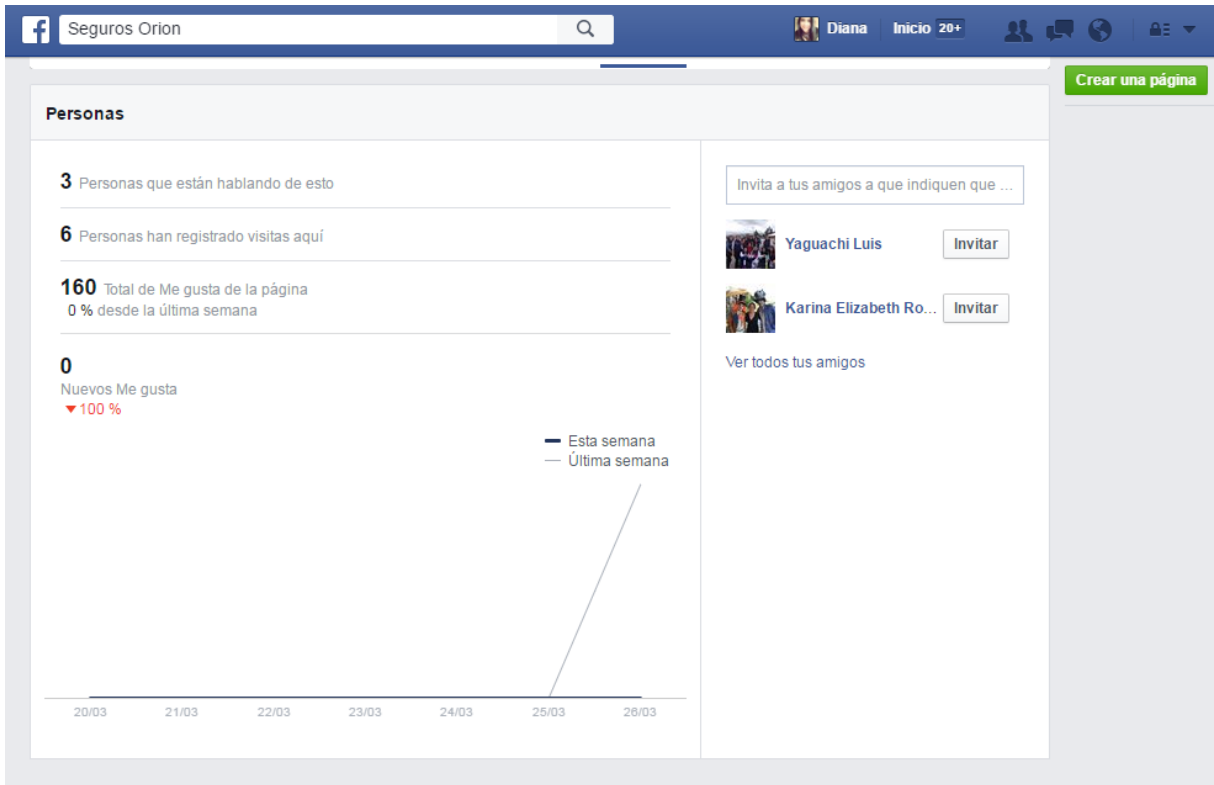 f Seguros Orion Diana Inicio 20+
Crear una página
Personas
3 Personas que están hablando de esto
6 Personas han registrado visitas aquí
160 Total de Me gusta de la página
0 % desde la última semana
0
Nuevos Me gusta
▼100 %
Esta semana
Última semana
20/03 21/03 22/03 23/03 24/03 25/03 26/03
Invita a tus amigos a que indiquen que ...
Yaguachi Luis Invitar
Karina Elizabeth Ro... Invitar
Ver todos tus amigos